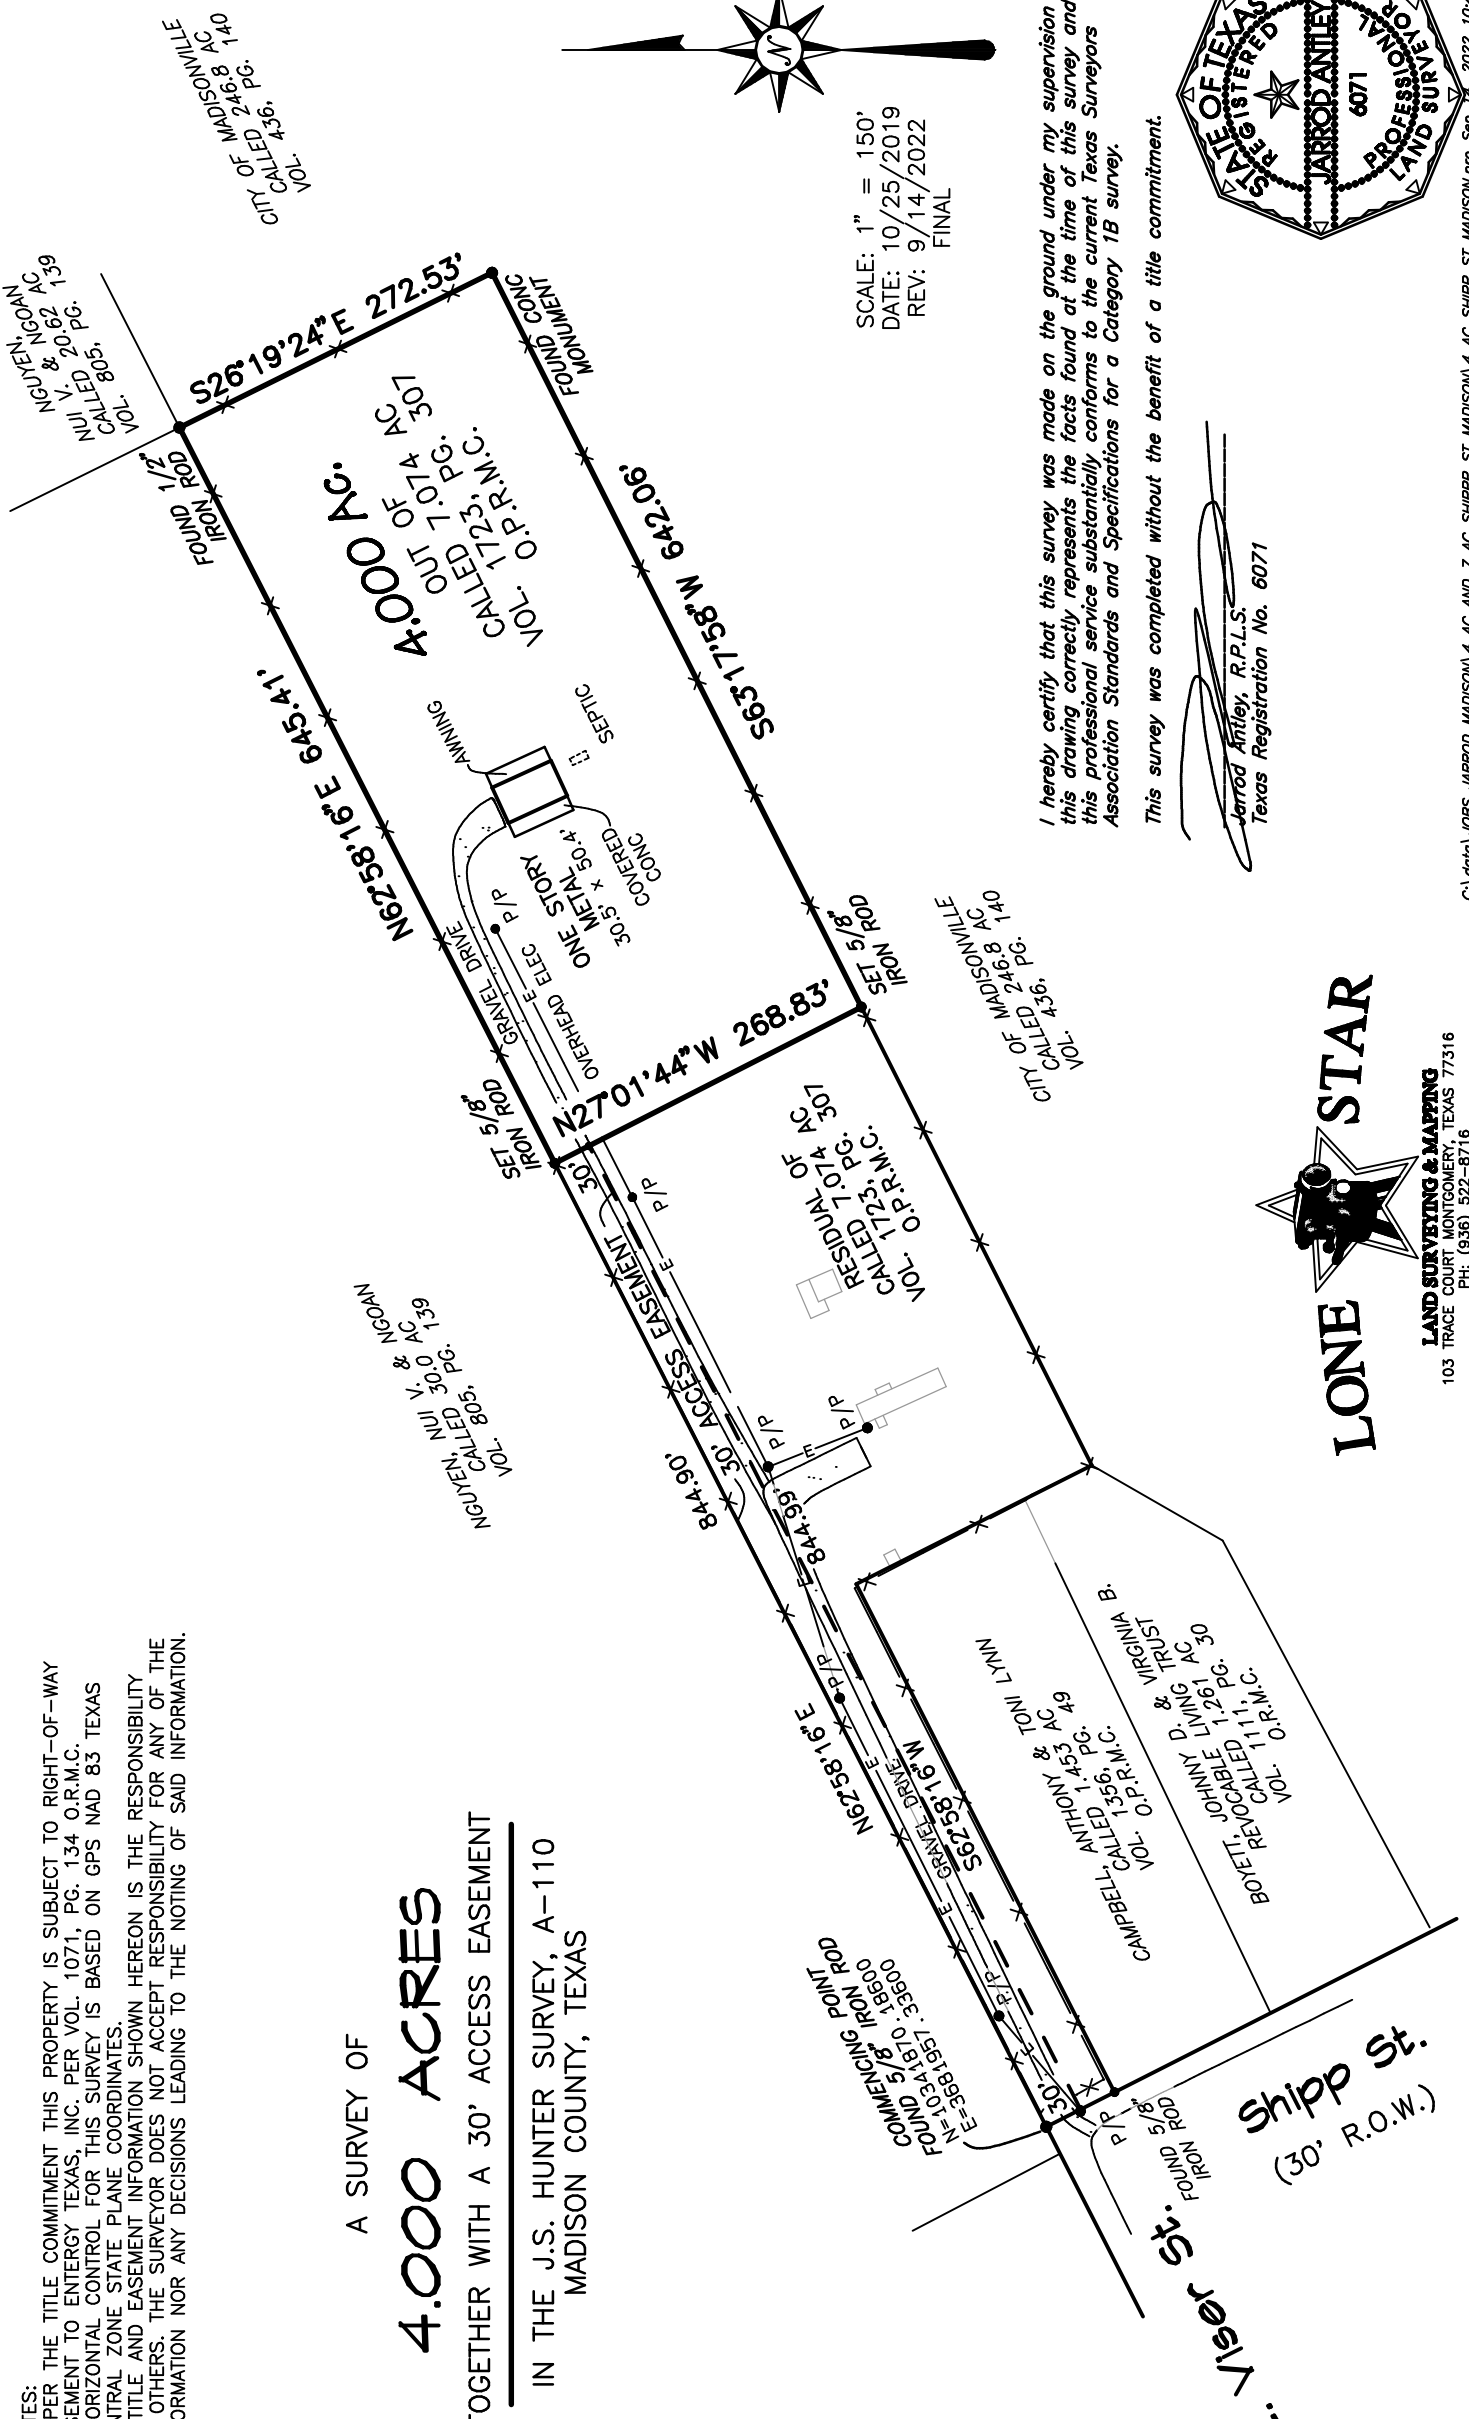 TES:
PER THE TITLE COMMITMENT THIS PROPERTY IS SUBJECT TO RIGHT-OF-WAY
SEMENT TO ENTERGY TEXAS, INC. PER VOL. 1071, PG. 134 O.R.M.C.
ORIZONTAL CONTROL FOR THIS SURVEY IS BASED ON GPS NAD 83 TEXAS
NTRAL ZONE STATE PLANE COORDINATES.
TITLE AND EASEMENT INFORMATION SHOWN HEREON IS THE RESPONSIBILITY
OTHERS. THE SURVEYOR DOES NOT ACCEPT RESPONSIBILITY FOR ANY OF THE
ORMATION NOR ANY DECISIONS LEADING TO THE NOTING OF SAID INFORMATION.
A SURVEY OF
4.000 ACRES
TOGETHER WITH A 30' ACCESS EASEMENT
IN THE J.S. HUNTER SURVEY, A-110
MADISON COUNTY, TEXAS
NGUYEN, NGOAN
NUI V. & NGOAN
CALLED 20.62 AC
VOL. 805, PG. 139
CITY OF MADISONVILLE
CALLED 246.8 AC
VOL. 436, PG. 140
FOUND 1/2"
IRON ROD
S26°19'24"E 272.53'
FOUND CONC
MONUMENT
4.000 AC.
OUT OF
CALLED 7.074 AC
VOL. 1723, PG. 307
O.P.R.M.C.
N62°58'16"E 645.41'
S63°17'58"W 642.06'
AWNING
SEPTIC
ONE STORY
METAL
30.5' x 50.4'
COVERED
CONC
P/P
GRAVEL DRIVE
E
OVERHEAD ELEC
SET 5/8"
IRON ROD
N27°01'44"W 268.83'
SET 5/8"
IRON ROD
CITY OF MADISONVILLE
CALLED 246.8 AC
VOL. 436, PG. 140
30'
P/P
E
30' ACCESS EASEMENT
RESIDUAL OF
CALLED 7.074 AC
VOL. 1723, PG. 307
O.P.R.M.C.
NGUYEN, NUI V. & NGOAN
CALLED 30.0 AC
VOL. 805, PG. 139
844.90'
P/P
P/P
E
844.99'
E
P/P
N62°58'16"E
E
GRAVEL DRIVE
S62°58'16"W
E
P/P
E
CAMPBELL, ANTHONY & TONI LYNN
CALLED 1.453 AC
VOL. 1356, PG. 49
O.P.R.M.C.
BOYETT, JOHNNY D. & VIRGINIA B.
REVOCABLE LIVING TRUST
CALLED 1.261 AC
VOL. 1111, PG. 30
O.R.M.C.
COMMENCING POINT
FOUND 5/8" IRON ROD
N=10341870.18600
E=3681957.33600
30'
P/P
FOUND 5/8"
IRON ROD
Shipp St.
(30' R.O.W.)
Viser St.
N
SCALE: 1" = 150'
DATE: 10/25/2019
REV: 9/14/2022
FINAL
I hereby certify that this survey was made on the ground under my supervision
this drawing correctly represents the facts found at the time of this survey and
this professional service substantially conforms to the current Texas Surveyors
Association Standards and Specifications for a Category 1B survey.
This survey was completed without the benefit of a title commitment.
Jarrod Antley, R.P.L.S.
Texas Registration No. 6071
STATE OF TEXAS
REGISTERED
JARROD ANTLEY
6071
PROFESSIONAL
LAND SURVEYOR
LONE STAR
LAND SURVEYING & MAPPING
103 TRACE COURT MONTGOMERY, TEXAS 77316
PH: (936) 522-8716